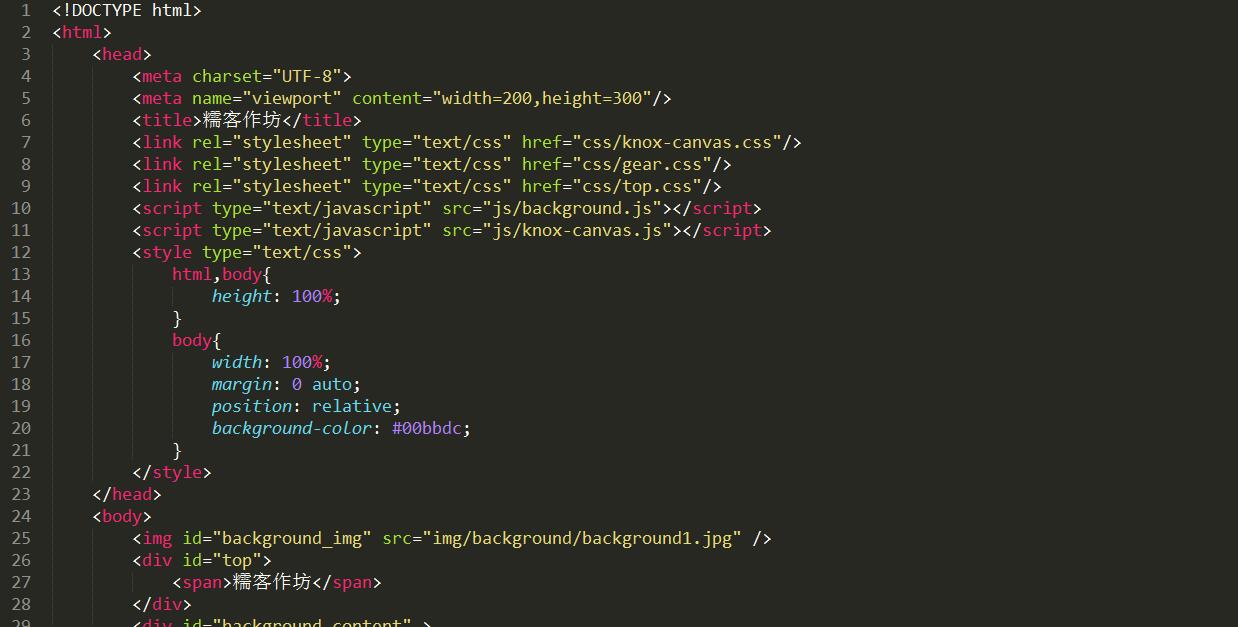 1 <!DOCTYPE html>
2 <html>
3 <head>
4 <meta charset="UTF-8">
5 <meta name="viewport" content="width=200,height=300"/>
6 <title>糯客作坊</title>
7 <link rel="stylesheet" type="text/css" href="css/knox-canvas.css"/>
8 <link rel="stylesheet" type="text/css" href="css/gear.css"/>
9 <link rel="stylesheet" type="text/css" href="css/top.css"/>
10 <script type="text/javascript" src="js/background.js"></script>
11 <script type="text/javascript" src="js/knox-canvas.js"></script>
12 <style type="text/css">
13 html,body{
14 height: 100%;
15 }
16 body{
17 width: 100%;
18 margin: 0 auto;
19 position: relative;
20 background-color: #00bbdc;
21 }
22 </style>
23 </head>
24 <body>
25 <img id="background_img" src="img/background/background1.jpg" />
26 <div id="top">
27 <span>糯客作坊</span>
28 </div>
29 <div id="background_content" >